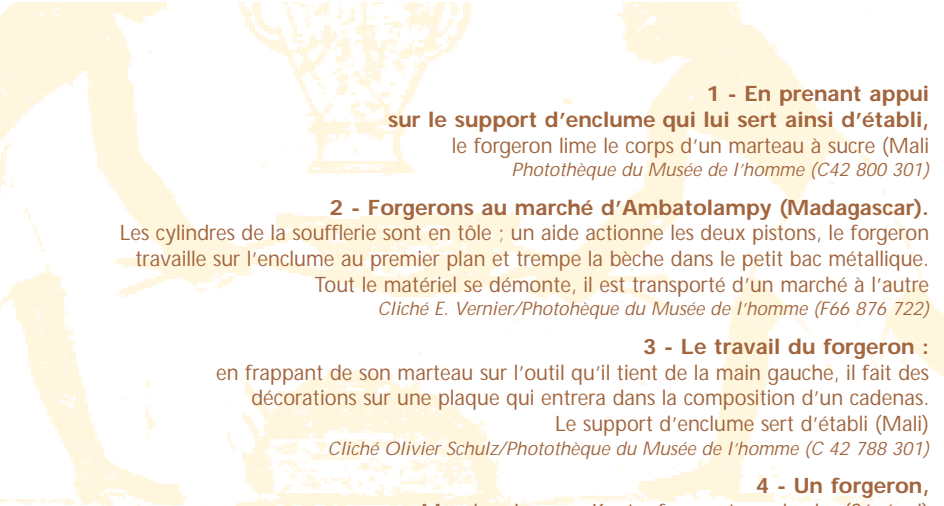 1 - En prenant appui
sur le support d'enclume qui lui sert ainsi d'établi,
le forgeron lime le corps d'un marteau à sucre (Mali
Photothèque du Musée de l'homme (C42 800 301)
2 - Forgerons au marché d'Ambatolampy (Madagascar).
Les cylindres de la soufflerie sont en tôle ; un aide actionne les deux pistons, le forgeron
travaille sur l'enclume au premier plan et trempe la bèche dans le petit bac métallique.
Tout le matériel se démonte, il est transporté d'un marché à l'autre
Cliché E. Vernier/Photohèque du Musée de l'homme (F66 876 722)
3 - Le travail du forgeron :
en frappant de son marteau sur l'outil qu'il tient de la main gauche, il fait des
décorations sur une plaque qui entrera dans la composition d'un cadenas.
Le support d'enclume sert d'établi (Mali)
Cliché Olivier Schulz/Photothèque du Musée de l'homme (C 42 788 301)
4 - Un forgeron,